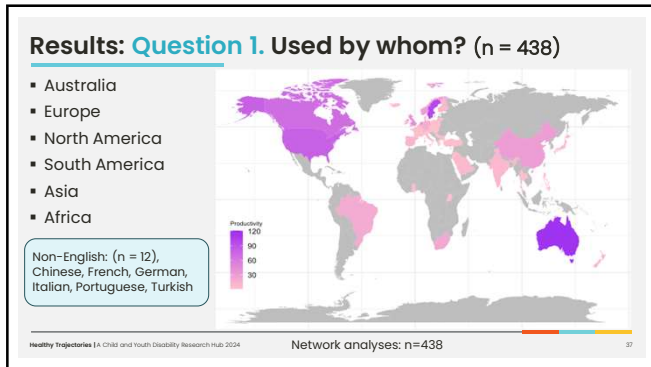 Results: Question 1. Used by whom? (n = 438)
▪ Australia
▪ Europe
▪ North America
▪ South America
▪ Asia
▪ Africa
Non-English: (n = 12),
Chinese, French, German,
Italian, Portuguese, Turkish
Productivity
120
90
60
30
Healthy Trajectories | A Child and Youth Disability Research Hub 2024
Network analyses: n=438
37